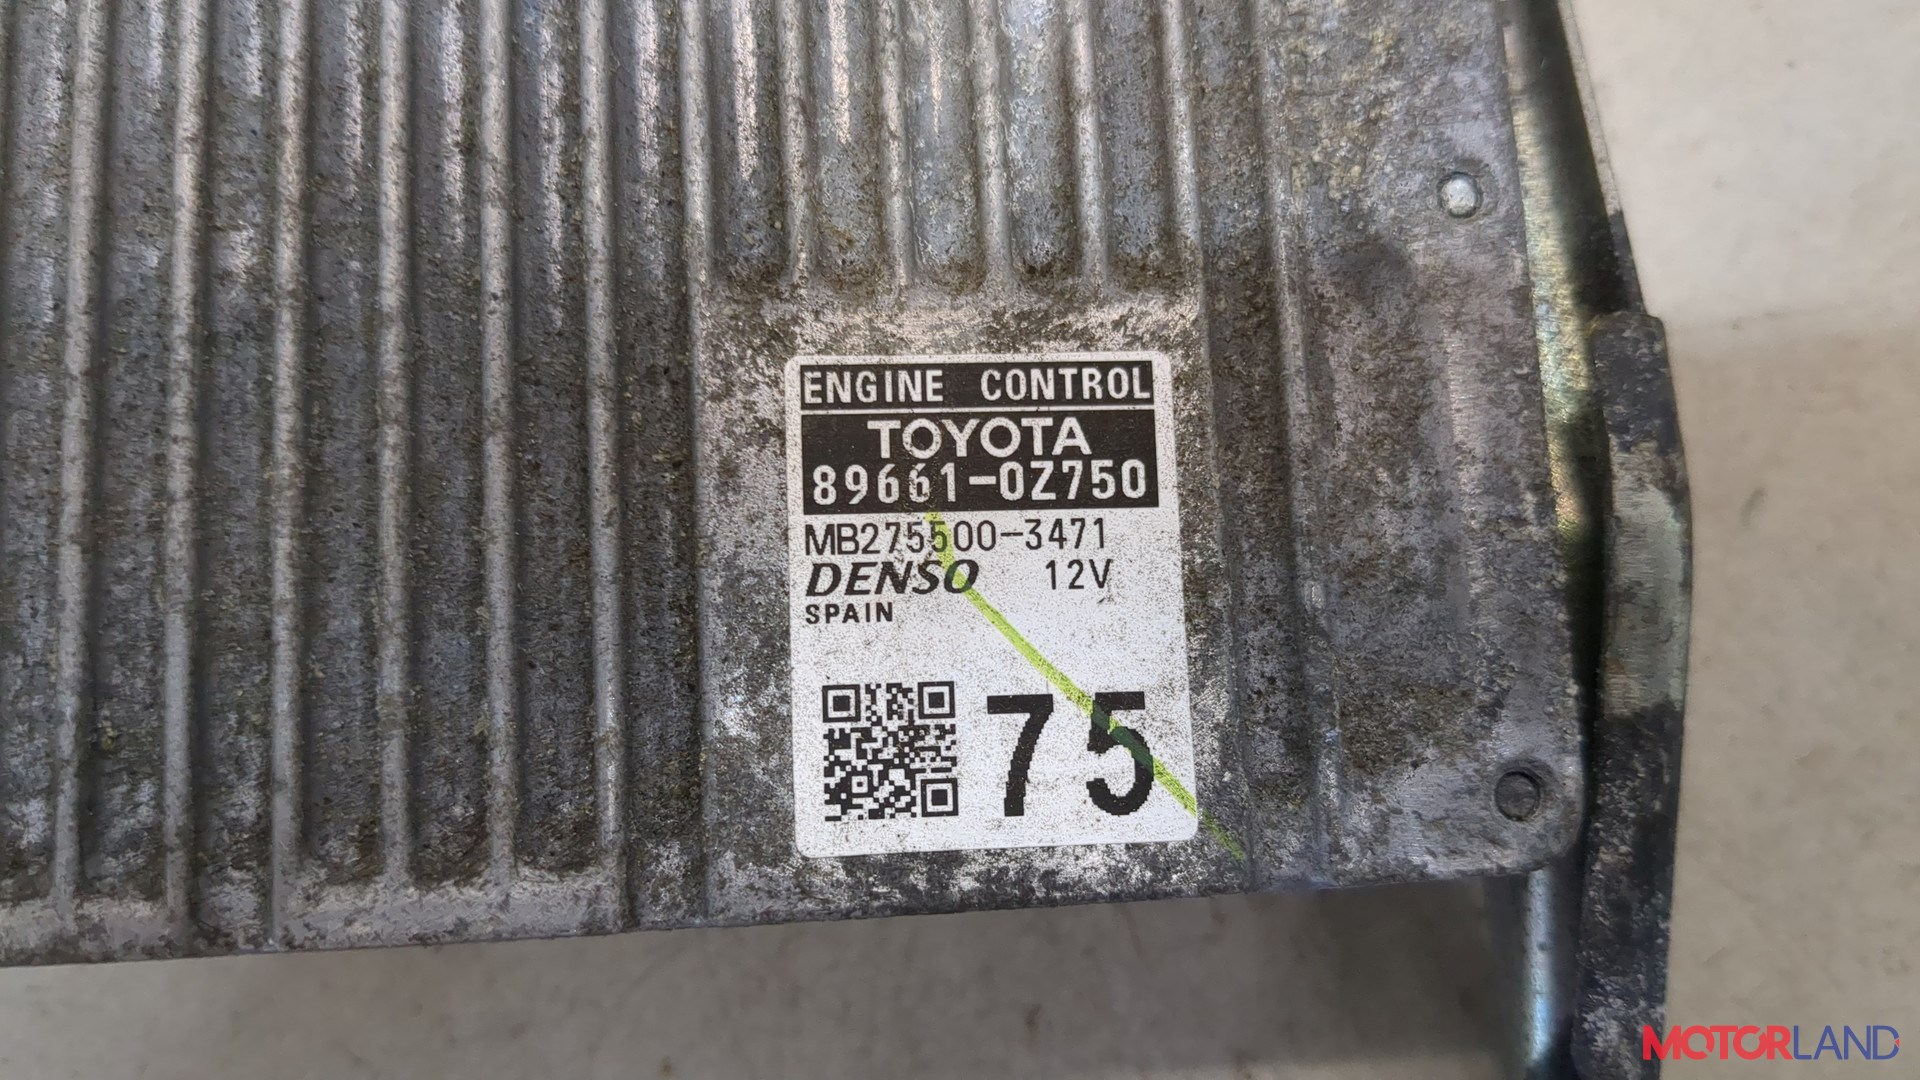 ENGINE CONTROL
TOYOTA
89661-0Z750
MB275500-3471
DENSO 12V
SPAIN
75
MOTORLAND